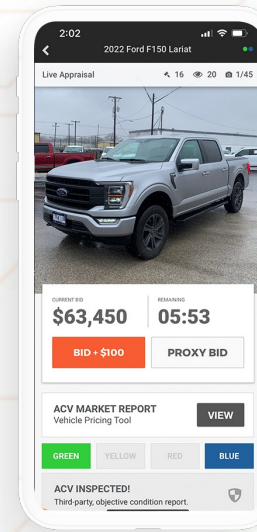 2:02
2022 Ford F150 Lariat
Live Appraisal 16 20 1/45
CURRENT BID REMAINING
$63,450 05:53
BID + $100 PROXY BID
ACV MARKET REPORT
Vehicle Pricing Tool
VIEW
GREEN YELLOW RED BLUE
ACV INSPECTED!
Third-party, objective condition report.